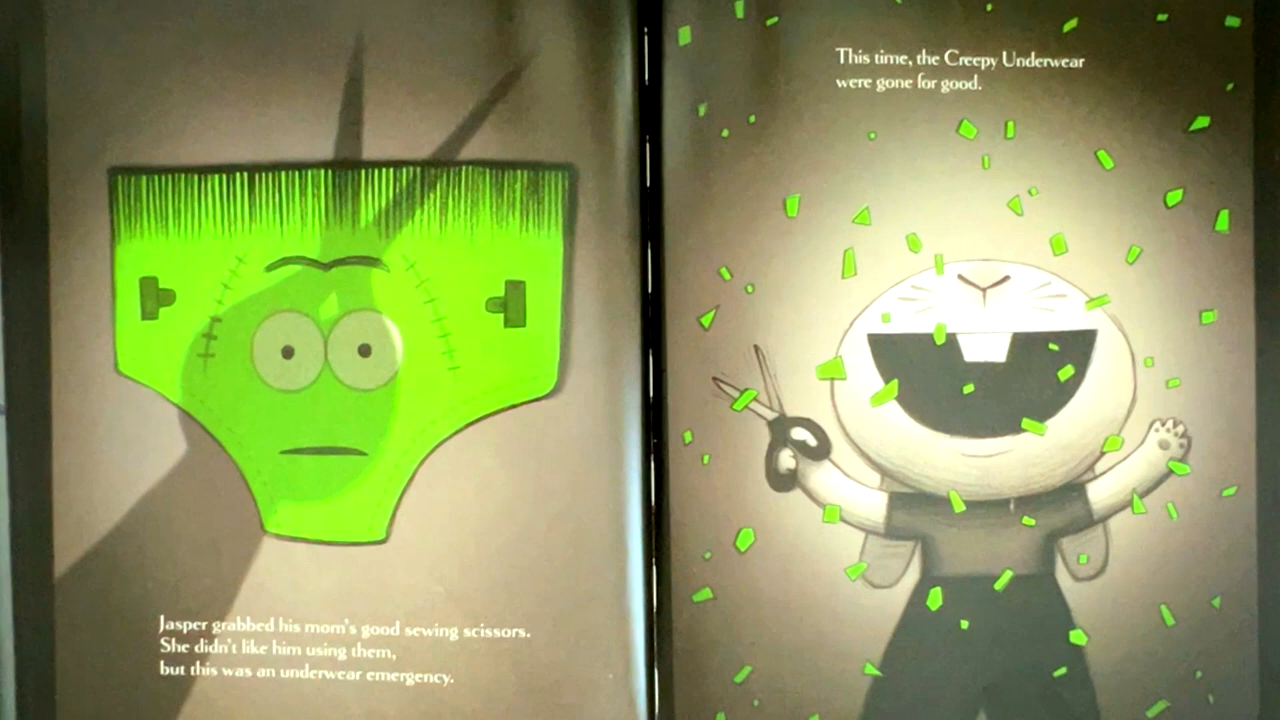 Jasper grabbed his mom's good sewing scissors.
She didn't like him using them,
but this was an underwear emergency.
This time, the Creepy Underwear
were gone for good.